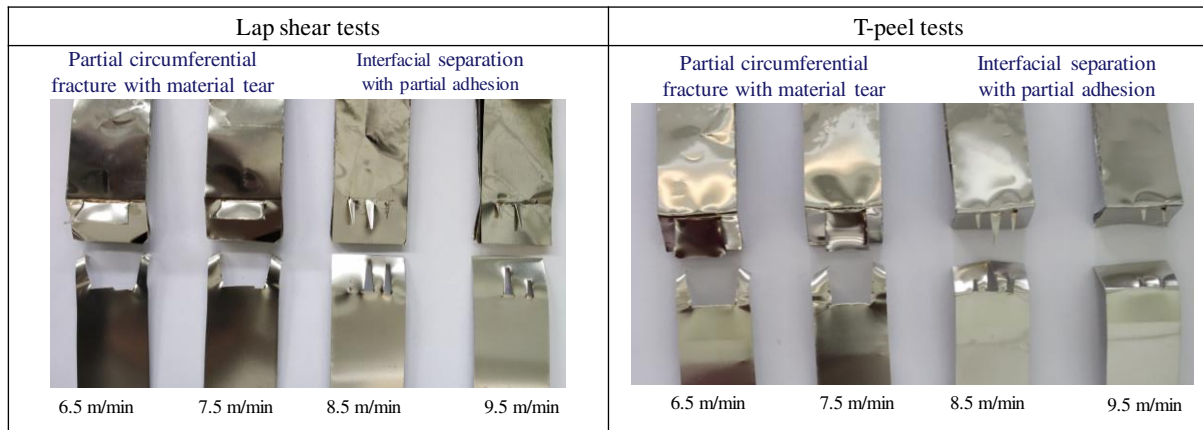 Lap shear tests
T-peel tests
Partial circumferential
fracture with material tear
Interfacial separation
with partial adhesion
Partial circumferential
fracture with material tear
Interfacial separation
with partial adhesion
6.5 m/min
7.5 m/min
8.5 m/min
9.5 m/min
6.5 m/min
7.5 m/min
8.5 m/min
9.5 m/min